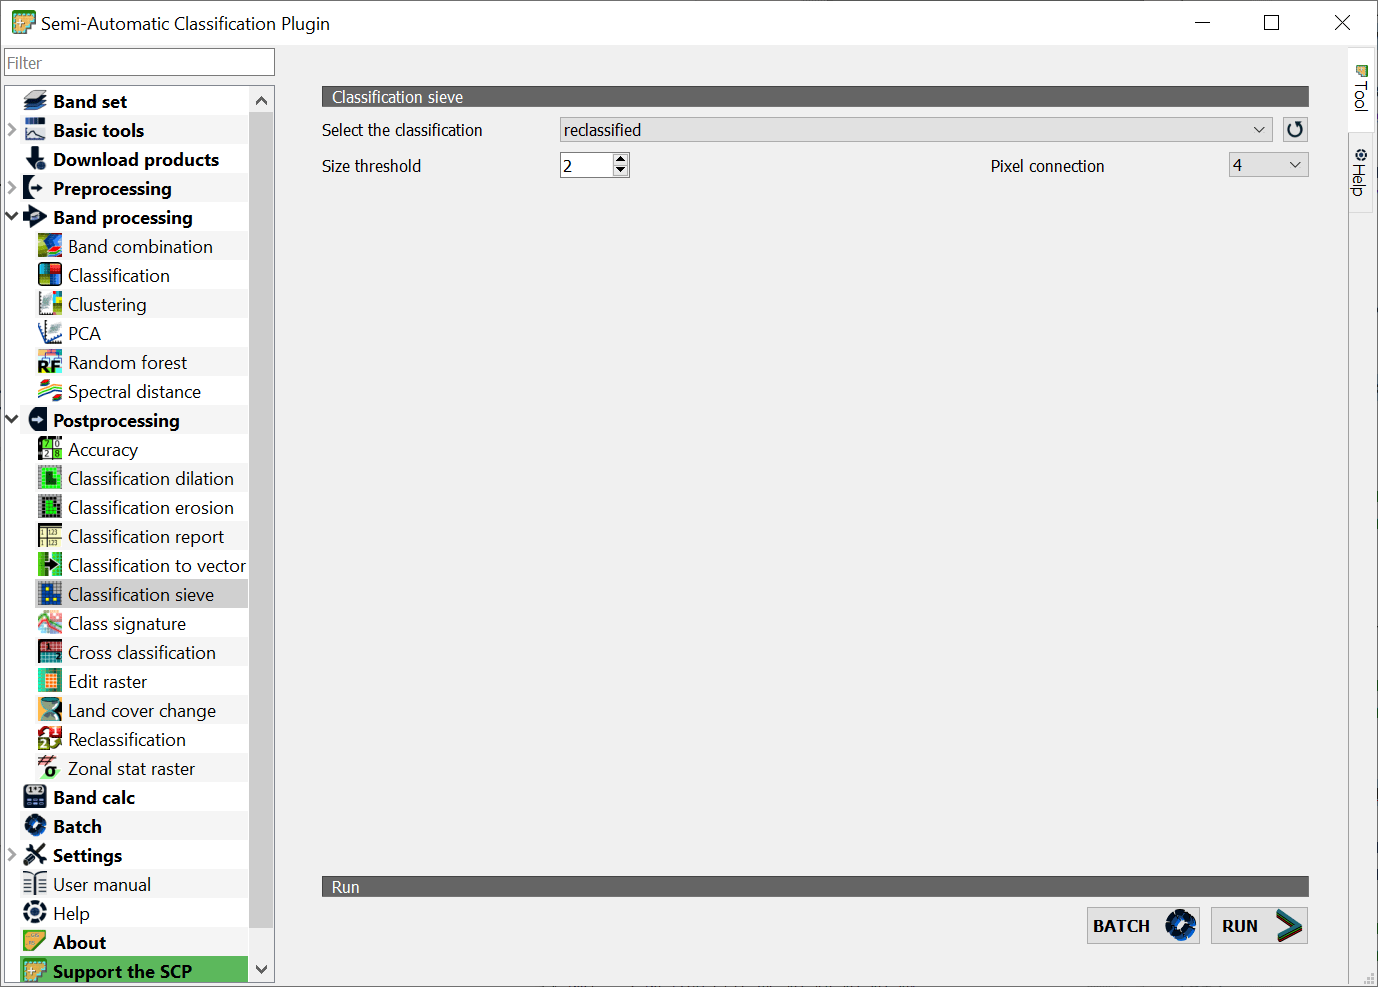 Semi-Automatic Classification Plugin
Filter
Band set
Basic tools
Download products
Preprocessing
Band processing
Band combination
Classification
Clustering
PCA
RF Random forest
Spectral distance
Postprocessing
Accuracy
Classification dilation
Classification erosion
Classification report
Classification to vector
Classification sieve
Class signature
Cross classification
Edit raster
Land cover change
Reclassification
Zonal stat raster
Band calc
Batch
Settings
User manual
Help
About
Support the SCP
Classification sieve
Select the classification reclassified
Size threshold 2 Pixel connection 4
Run
BATCH RUN
Tool
Help